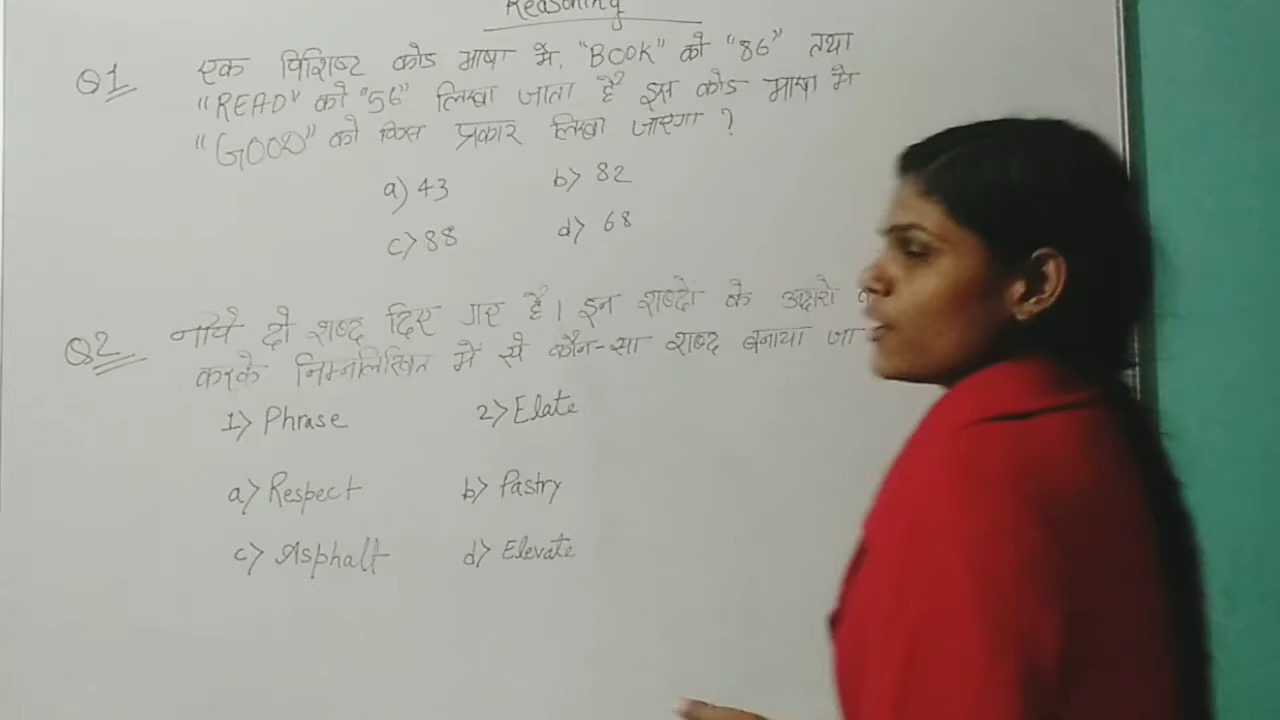 Reasoning
Q1 एक विशिष्ट कोड भाषा में, "BOOK" को "86" तथा
"READ" को "56" लिखा जाता है इस कोड भाषा में
"GOOD" को किस प्रकार लिखा जाएगा ?
a) 43 b> 82
c> 88 d> 68
Q2 नीचे दो शब्द दिए गए है। इन शब्दो के अक्षरो
करके निम्नलिखित में से कौन-सा शब्द बनाया जा
1> Phrase 2> Elate
a> Respect b> Pastry
c> Asphalt d> Elevate